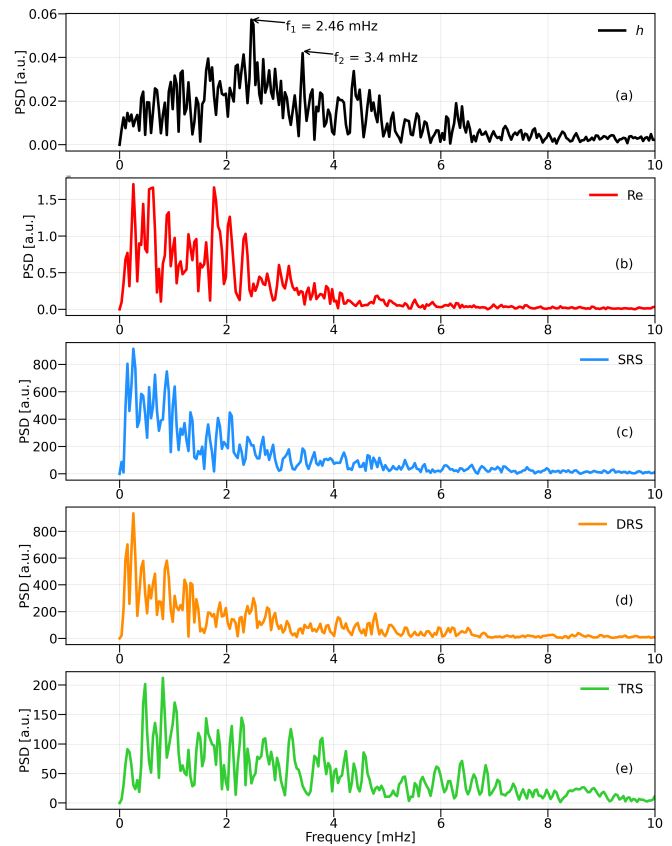 0.06
0.04
0.02
0.00
PSD [a.u.]
f1 = 2.46 mHz
f2 = 3.4 mHz
h
(a)
0 2 4 6 8 10
1.5
1.0
0.5
0.0
PSD [a.u.]
Re
(b)
0 2 4 6 8 10
800
600
400
200
0
PSD [a.u.]
SRS
(c)
0 2 4 6 8 10
800
600
400
200
0
PSD [a.u.]
DRS
(d)
0 2 4 6 8 10
200
150
100
50
0
PSD [a.u.]
TRS
(e)
0 2 4 6 8 10
Frequency [mHz]